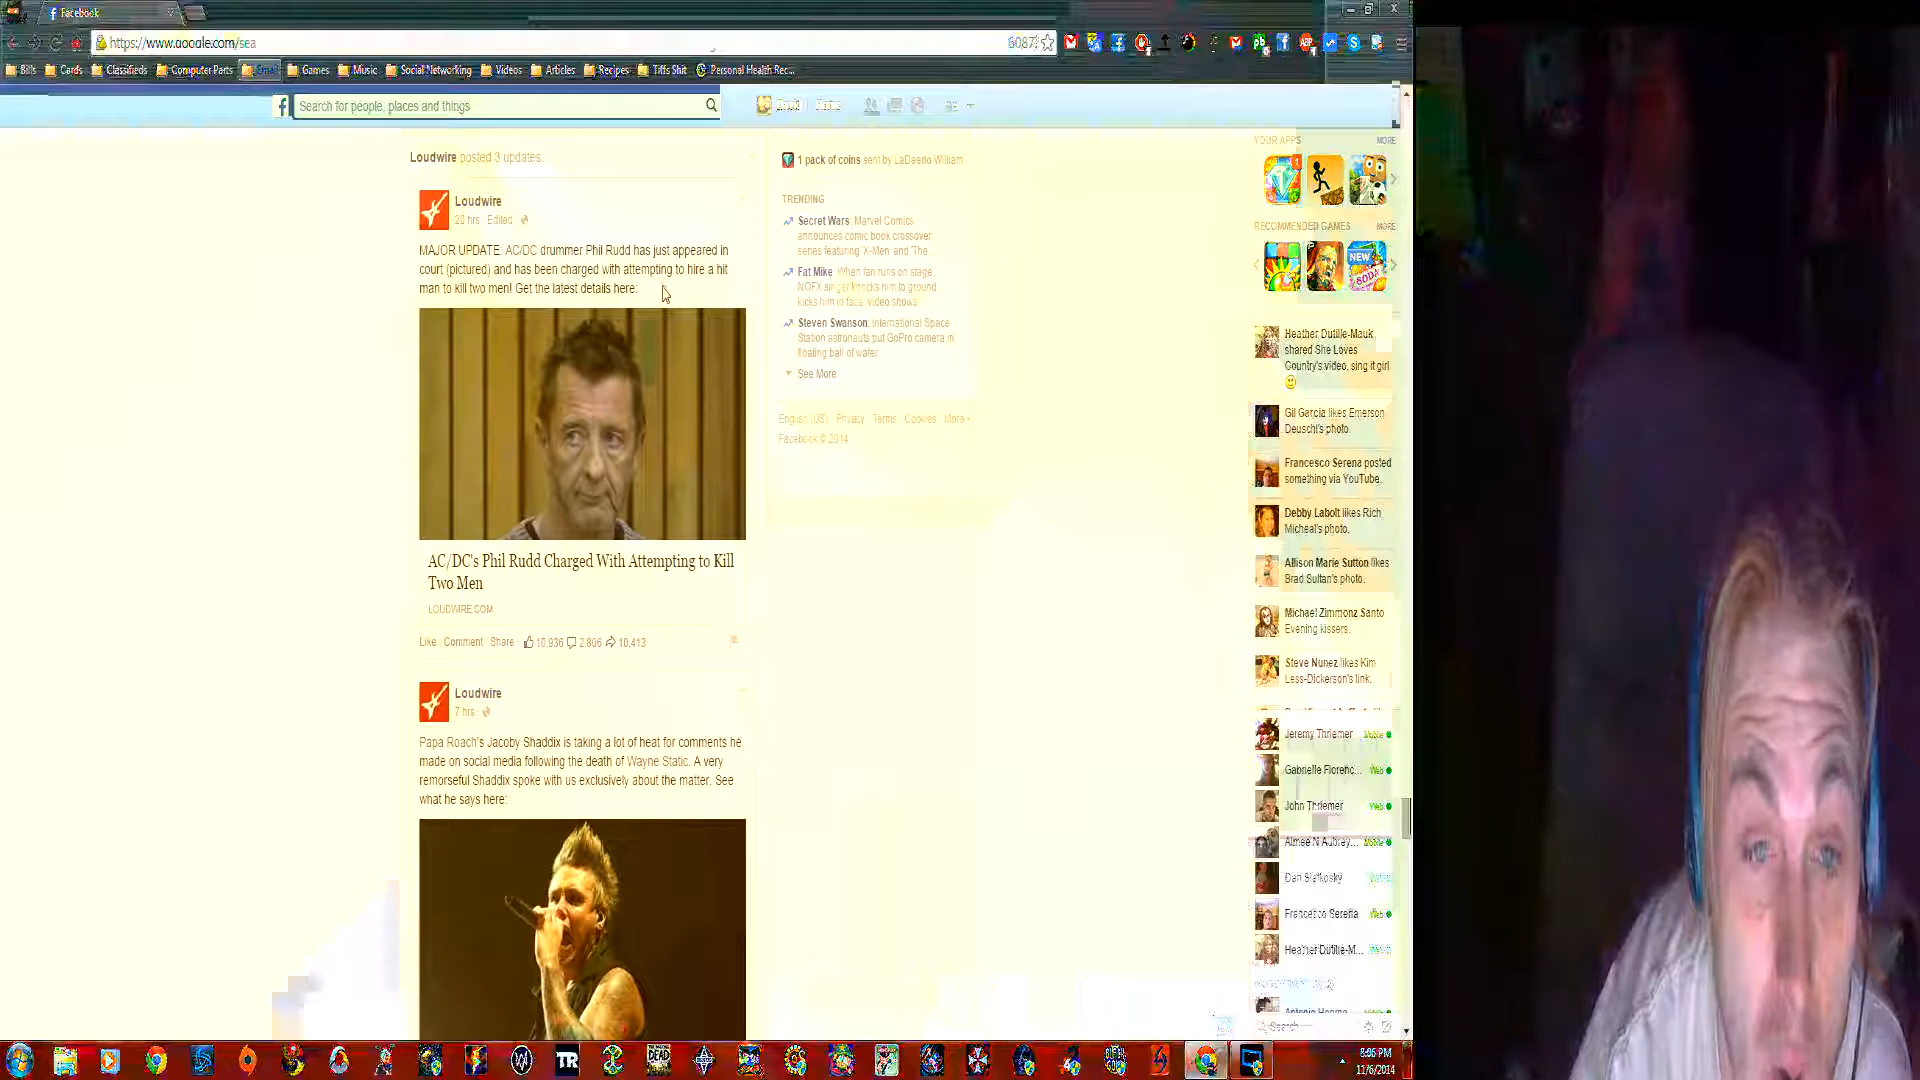 Facebook
https://www.google.com/sea
6087
Bills Cards Classifieds Computer Parts Email Games Music Social Networking Videos Articles Recipes Tiffs Shit Personal Health Rec...
Search for people, places and things
Home
Loudwire posted 3 updates.
Loudwire
20 hrs · Edited
MAJOR UPDATE: AC/DC drummer Phil Rudd has just appeared in
court (pictured) and has been charged with attempting to hire a hit
man to kill two men! Get the latest details here:
AC/DC's Phil Rudd Charged With Attempting to Kill
Two Men
LOUDWIRE.COM
Like Comment Share 10,936 2,806 10,413
Loudwire
7 hrs
Papa Roach's Jacoby Shaddix is taking a lot of heat for comments he
made on social media following the death of Wayne Static. A very
remorseful Shaddix spoke with us exclusively about the matter. See
what he says here:
1 pack of coins sent by LaDeedo William
TRENDING
Secret Wars: Marvel Comics
announces comic book crossover
series featuring 'X-Men' and 'The...
Fat Mike: When fan runs on stage,
NOFX singer knocks him to ground,
kicks him in face, video shows
Steven Swanson: International Space
Station astronauts put GoPro camera in
floating ball of water
See More
English (US) · Privacy · Terms · Cookies · More
Facebook © 2014
YOUR APPS MORE
1
RECOMMENDED GAMES MORE
NEW
SODA
Heather Dutille-Mauk
shared She Loves
Country's video. sing it girl
Gil Garcia likes Emerson
Deuschl's photo.
Francesco Serena posted
something via YouTube.
Debby Labolt likes Rich
Micheal's photo.
Allison Marie Sutton likes
Brad Sultan's photo.
Michael Zimmonz Santo
Evening kissers.
Steve Nunez likes Kim
Less-Dickerson's link.
Jeremy Thriemer Mobile
Gabrielle Florenc... Web
John Thriemer Web
Aimee N Aubrey... Mobile
Dan Slatkosky
Francesco Serena Web
Heather Dutille-M...
Search
TR
DEAD
8:06 PM
11/6/2014